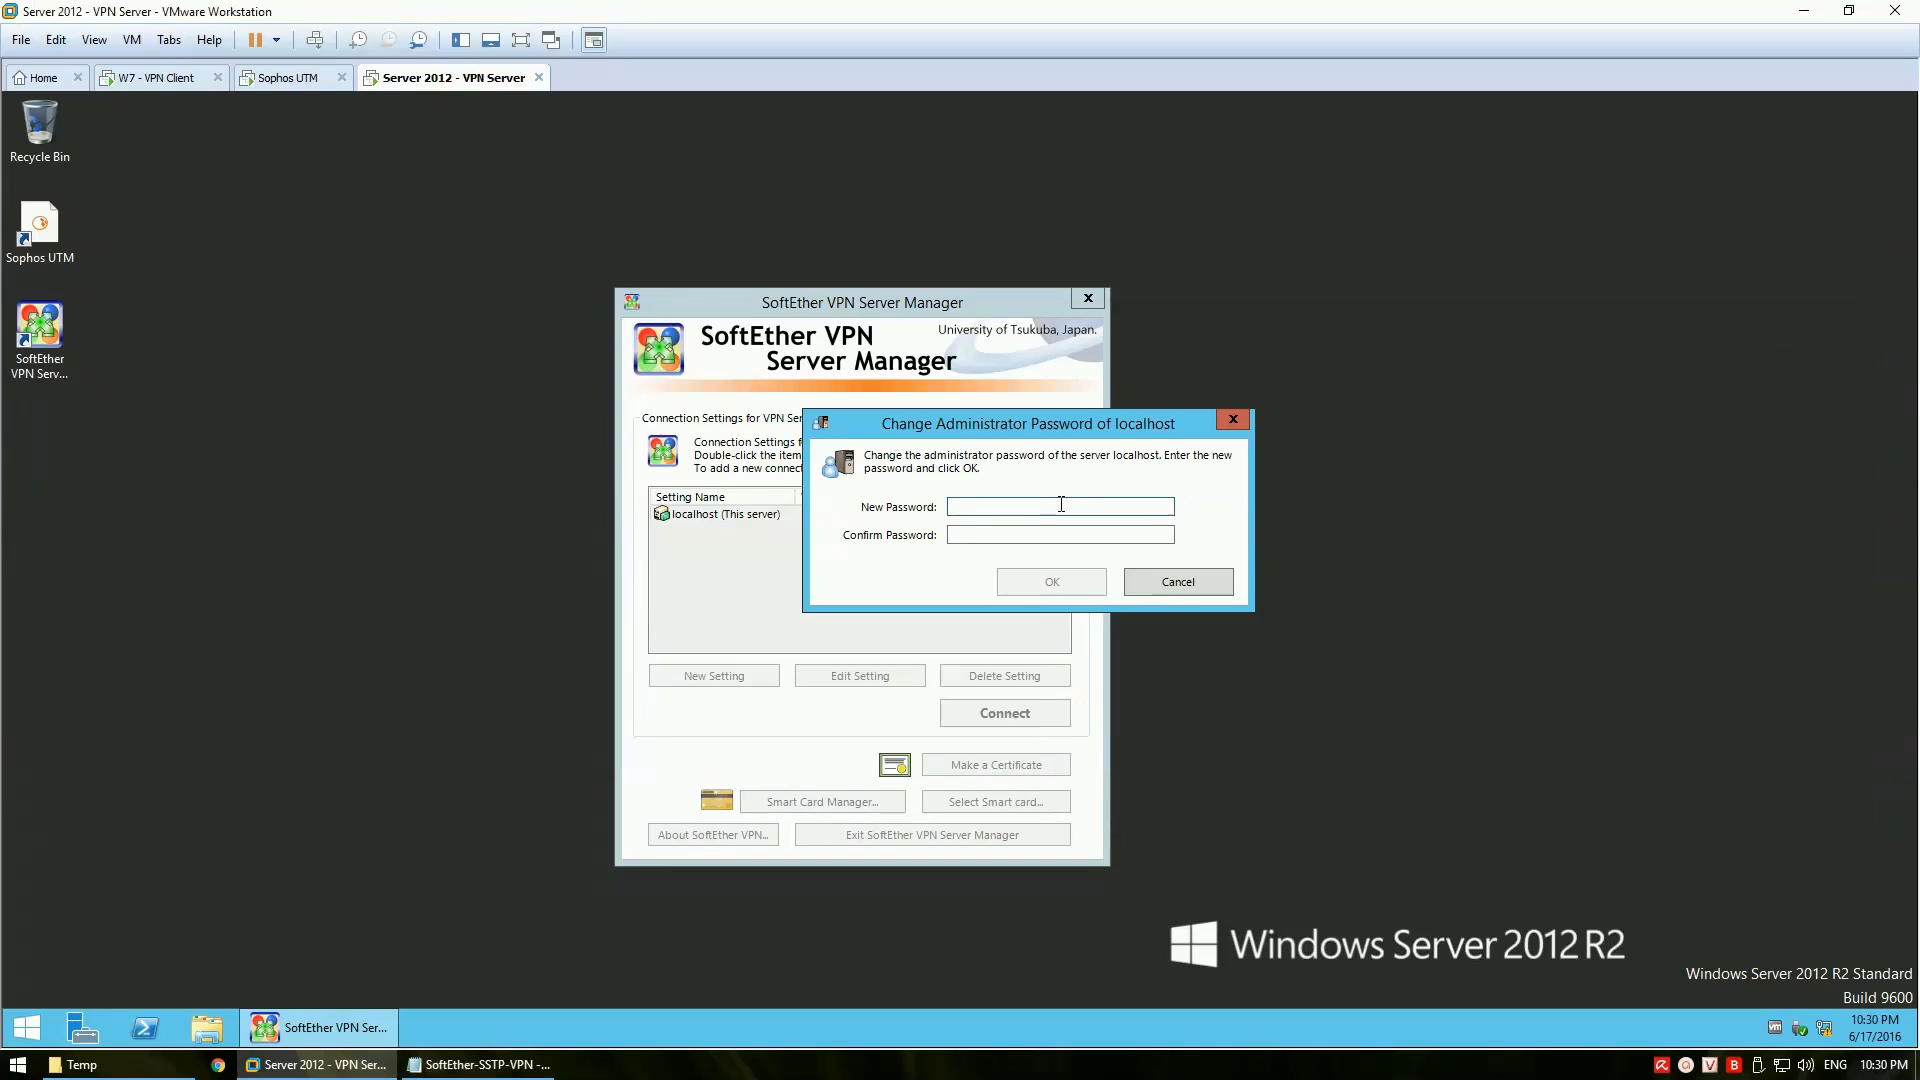 Server 2012 - VPN Server - VMware Workstation
File Edit View VM Tabs Help
Home W7 - VPN Client Sophos UTM Server 2012 - VPN Server
Recycle Bin
Sophos UTM
SoftEther
VPN Serv...
SoftEther VPN Server Manager
University of Tsukuba, Japan.
SoftEther VPN
Server Manager
Connection Settings for VPN Ser
Connection Settings f
Double-click the item
To add a new connec
Setting Name
localhost (This server)
Change Administrator Password of localhost
Change the administrator password of the server localhost. Enter the new
password and click OK.
New Password:
Confirm Password:
OK Cancel
New Setting Edit Setting Delete Setting
Connect
Make a Certificate
Smart Card Manager... Select Smart card...
About SoftEther VPN... Exit SoftEther VPN Server Manager
Windows Server 2012 R2
Windows Server 2012 R2 Standard
Build 9600
SoftEther VPN Ser...
vm
10:30 PM
6/17/2016
Temp Server 2012 - VPN Ser... SoftEther-SSTP-VPN -...
V B ENG 10:30 PM